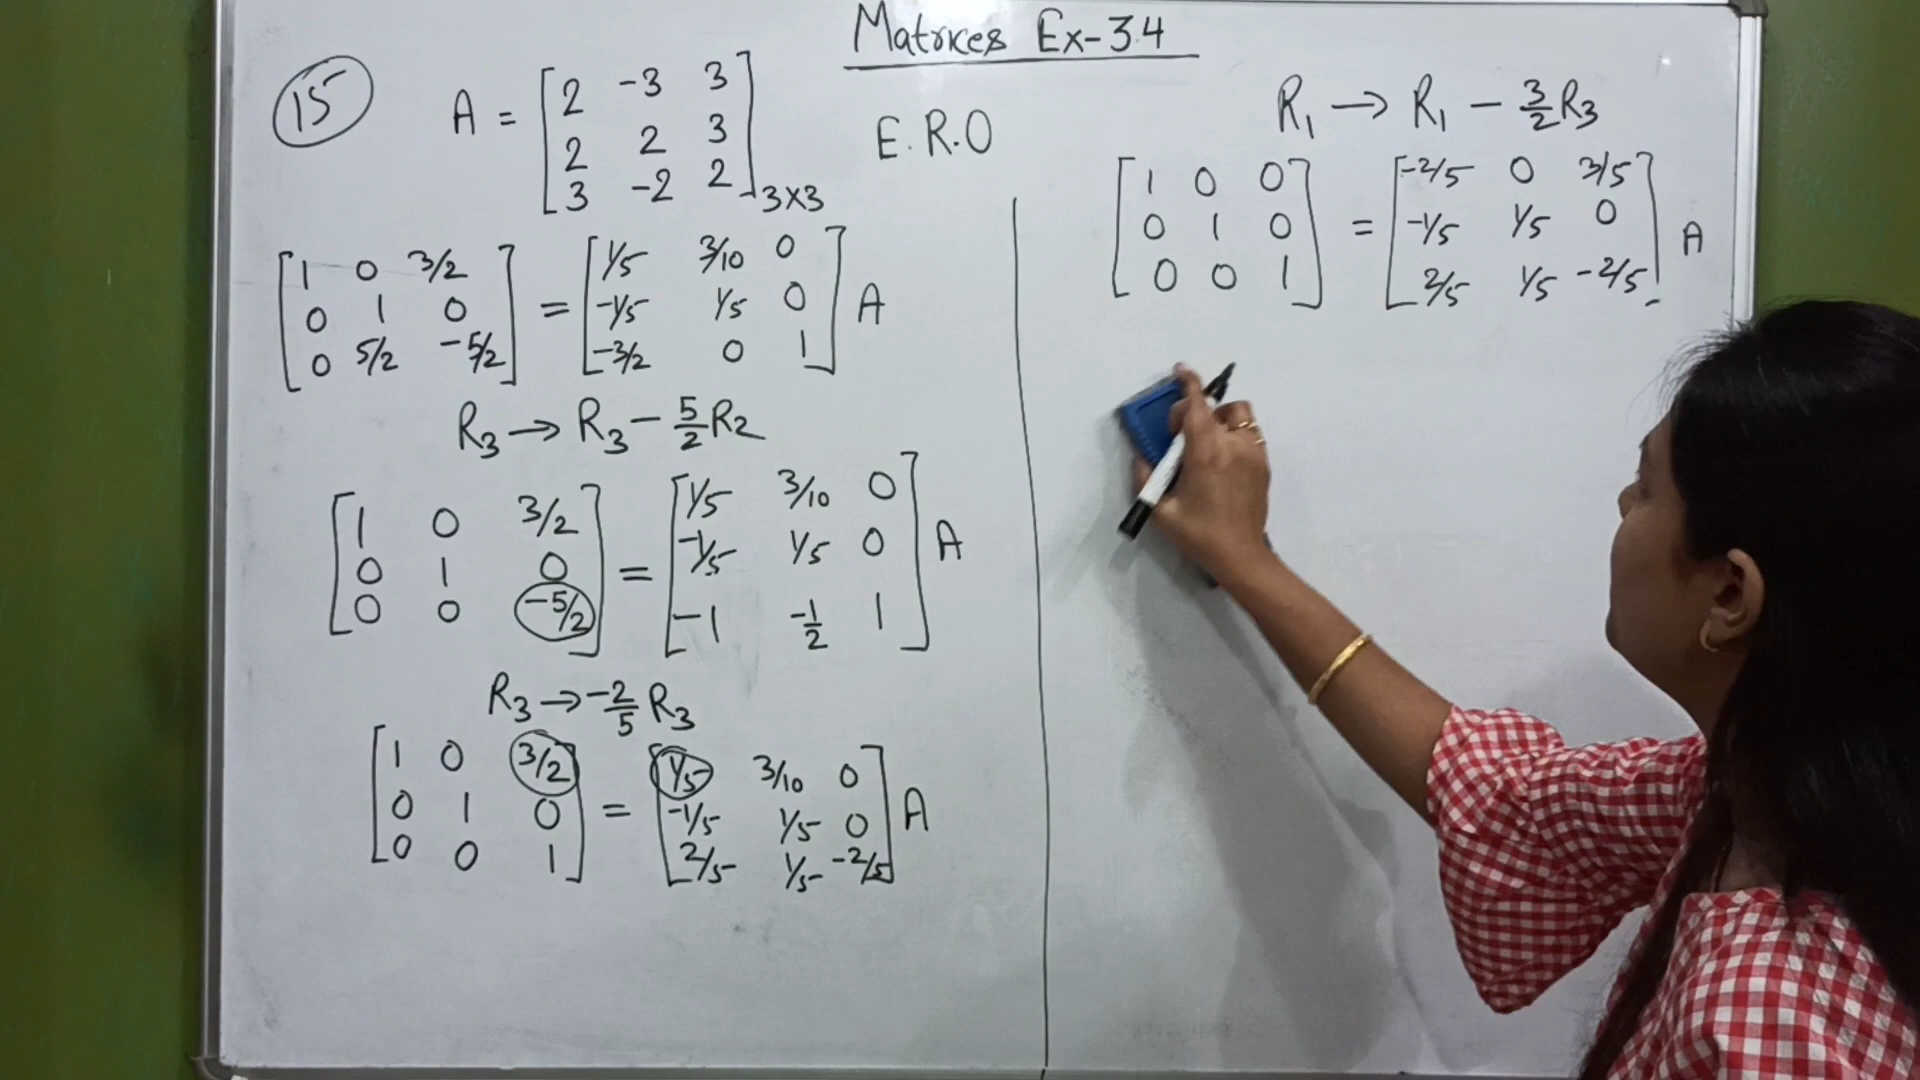 Matrices Ex-3.4
15
A = [2 -3 3
2 2 3
3 -2 2] 3×3
E.R.O
[1 0 3/2
0 1 0
0 5/2 -5/2] = [1/5 3/10 0
-1/5 1/5 0
-3/2 0 1] A
R3 → R3 - 5/2 R2
[1 0 3/2
0 1 0
0 0 -5/2] = [1/5 3/10 0
-1/5 1/5 0
-1 -1/2 1] A
R3 → -2/5 R3
[1 0 3/2
0 1 0
0 0 1] = [1/5 3/10 0
-1/5 1/5 0
2/5 1/5 -2/5] A
R1 → R1 - 3/2 R3
[1 0 0
0 1 0
0 0 1] = [-2/5 0 3/5
-1/5 1/5 0
2/5 1/5 -2/5] A